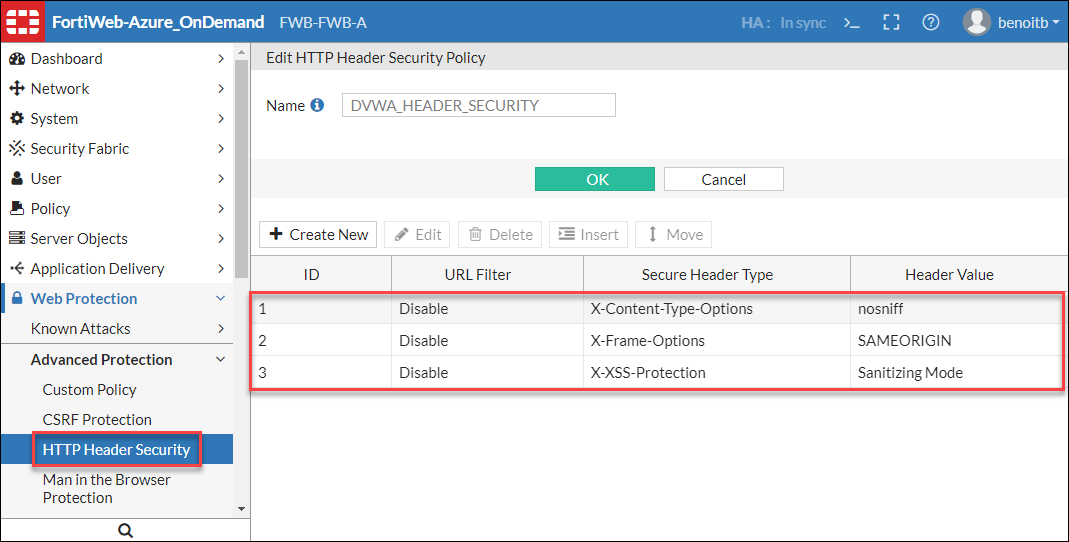 FortiWeb-Azure_OnDemand FWB-FWB-A HA : In sync >_ benoitb
Dashboard
Network
System
Security Fabric
User
Policy
Server Objects
Application Delivery
Web Protection
Known Attacks
Advanced Protection
Custom Policy
CSRF Protection
HTTP Header Security
Man in the Browser
Protection
Edit HTTP Header Security Policy
Name DVWA_HEADER_SECURITY
OK Cancel
Create New Edit Delete Insert Move
ID URL Filter Secure Header Type Header Value
1 Disable X-Content-Type-Options nosniff
2 Disable X-Frame-Options SAMEORIGIN
3 Disable X-XSS-Protection Sanitizing Mode